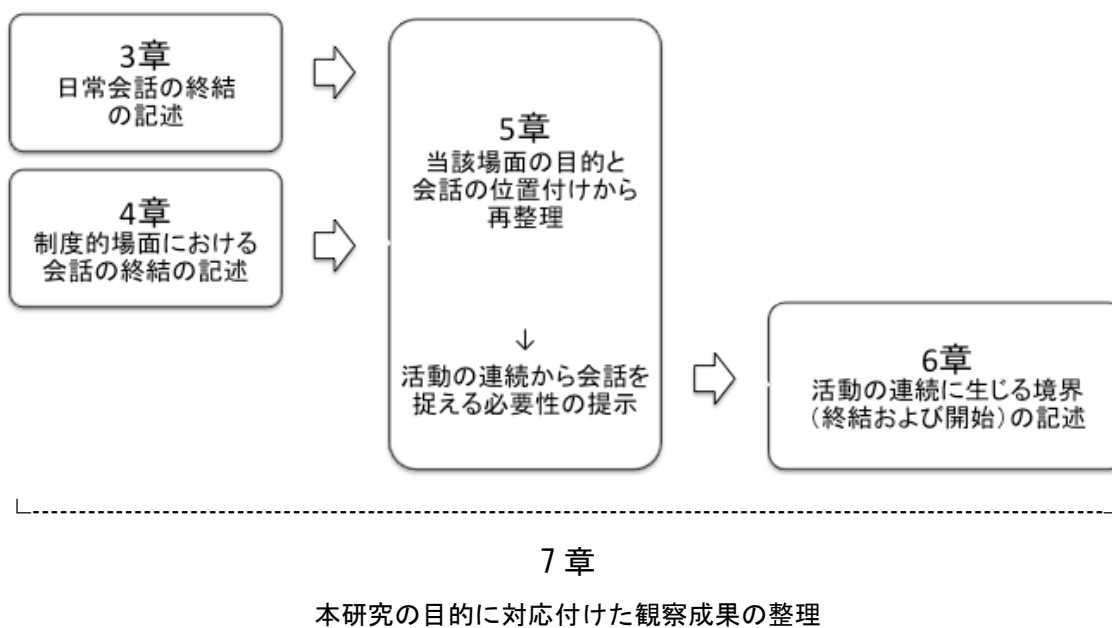 3章
日常会話の終結
の記述
4章
制度的場面における
会話の終結の記述
5章
当該場面の目的と
会話の位置付けから
再整理
↓
活動の連続から会話を
捉える必要性の提示
6章
活動の連続に生じる境界
(終結および開始)の記述
7章
本研究の目的に対応付けた観察成果の整理